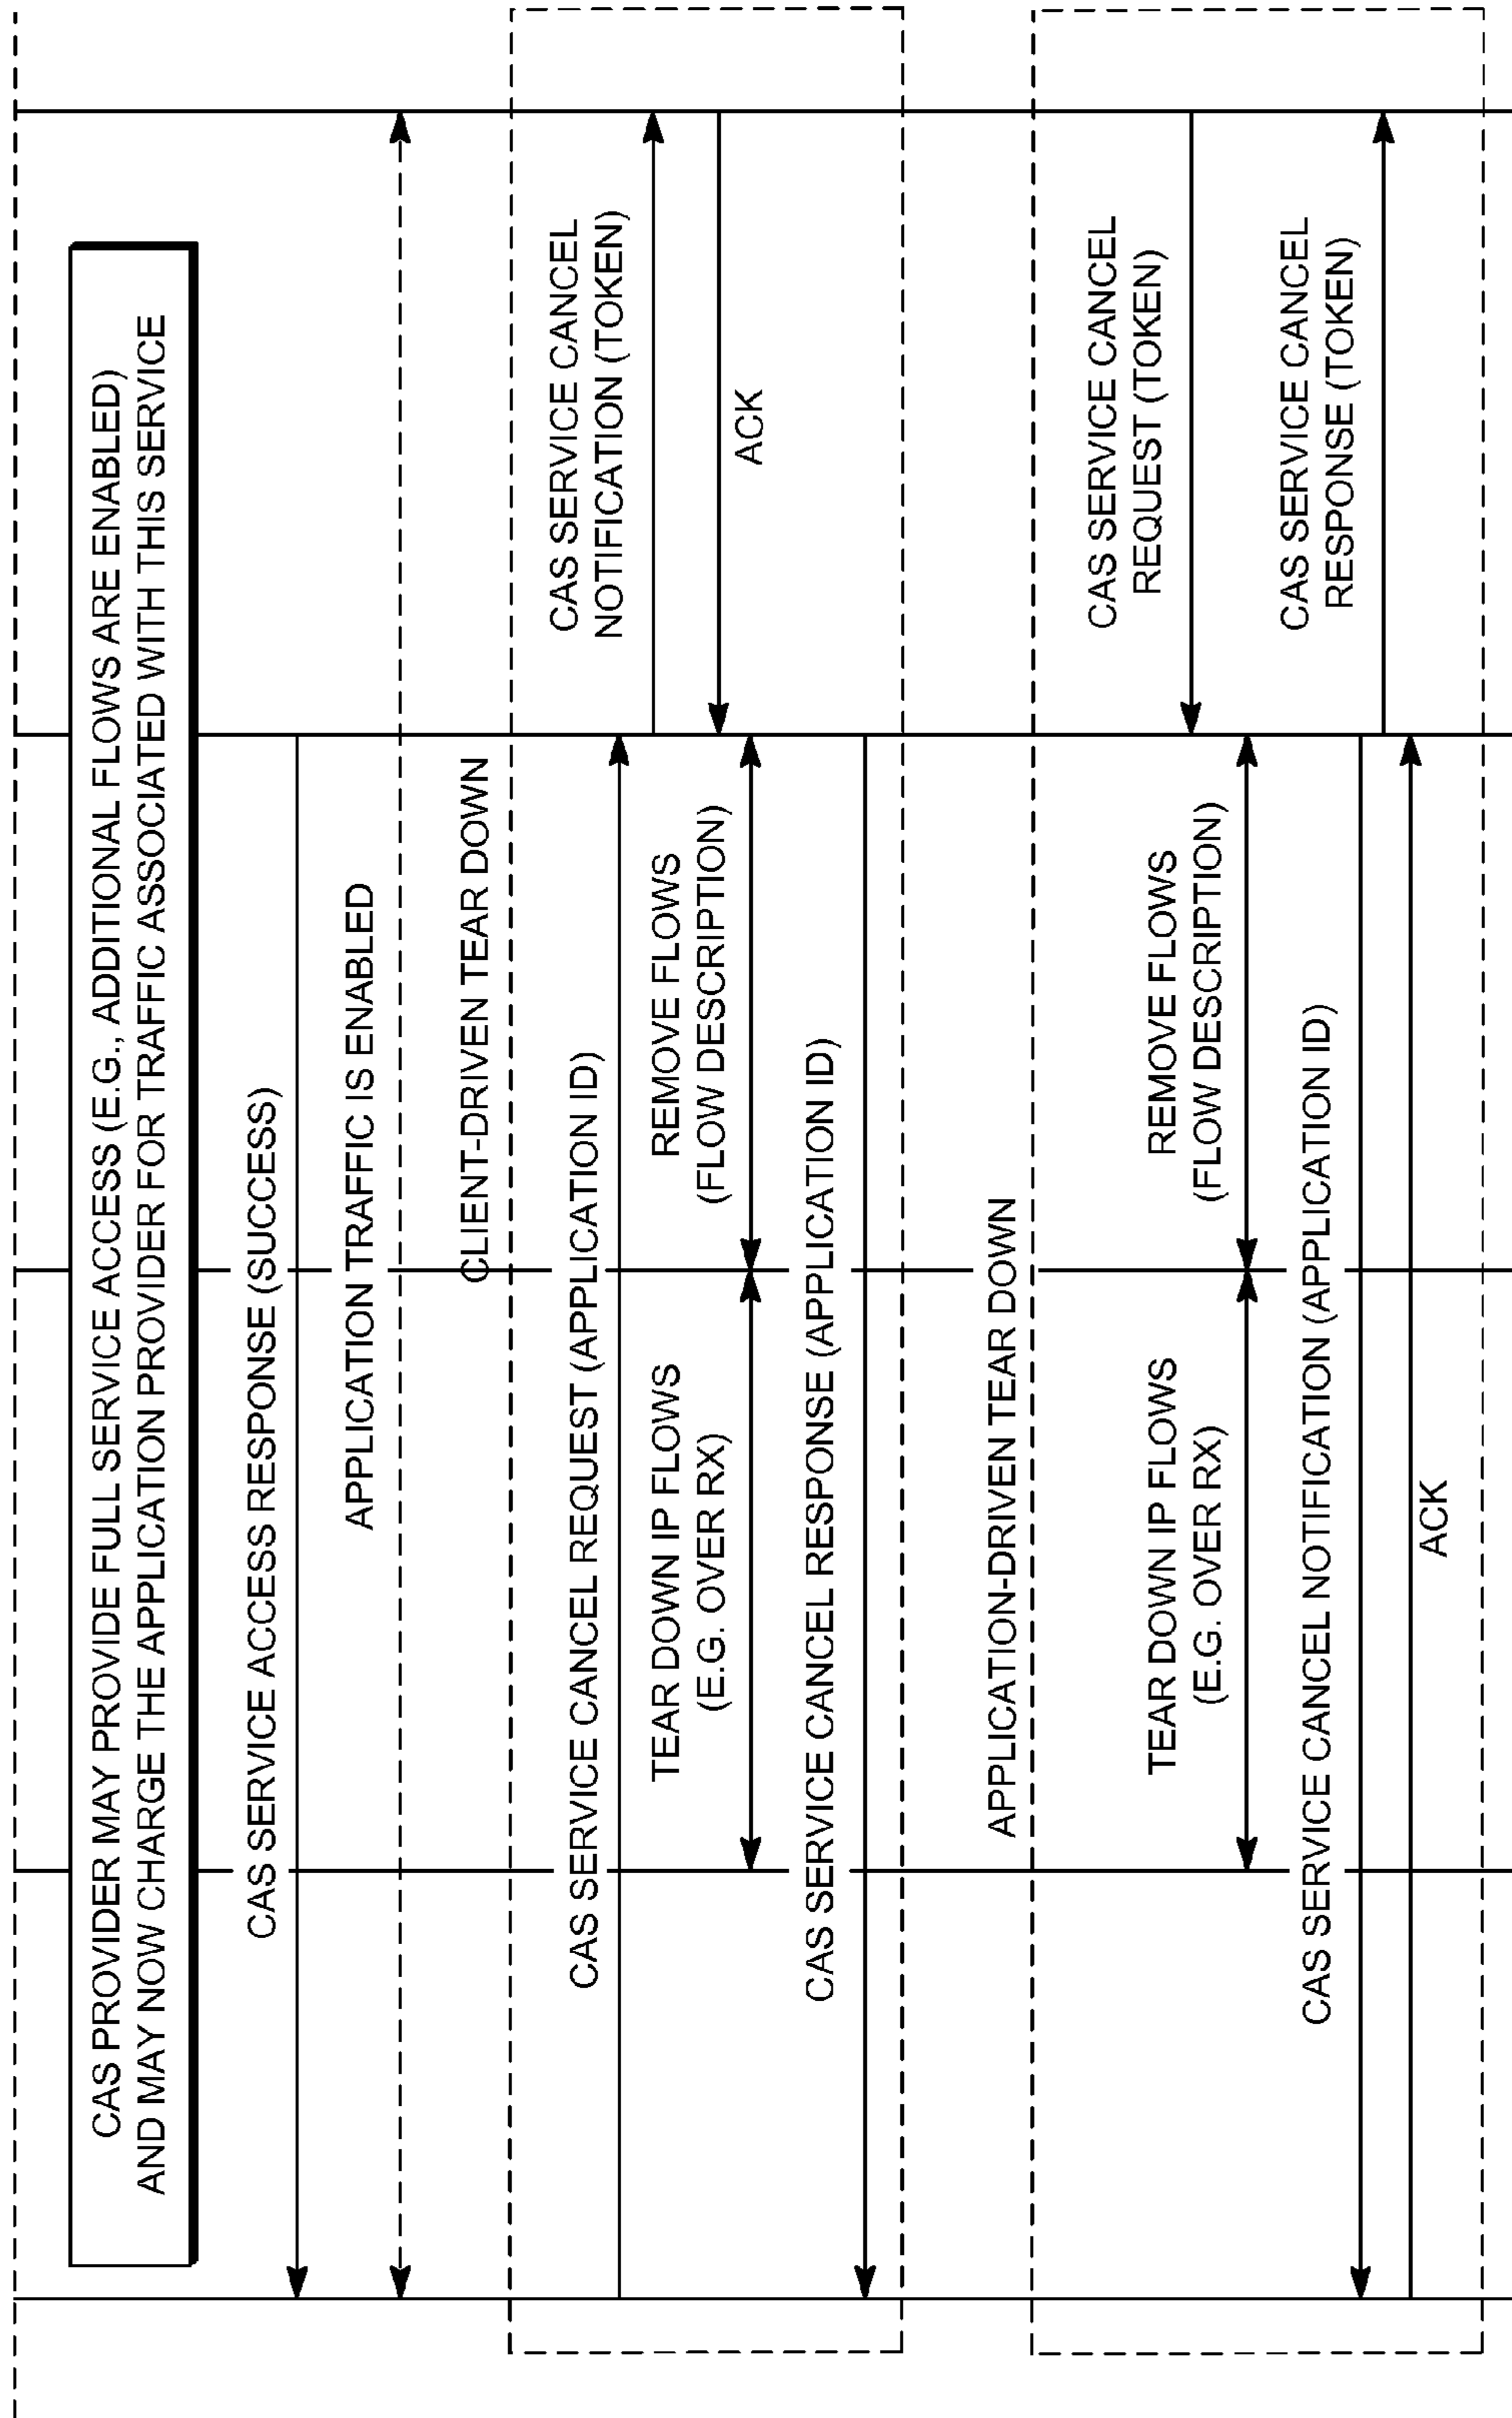 CAS PROVIDER MAY PROVIDE FULL SERVICE ACCESS (E.G., ADDITIONAL FLOWS ARE ENABLED)
AND MAY NOW CHARGE THE APPLICATION PROVIDER FOR TRAFFIC ASSOCIATED WITH THIS SERVICE
CAS SERVICE ACCESS RESPONSE (SUCCESS)
APPLICATION TRAFFIC IS ENABLED
CLIENT-DRIVEN TEAR DOWN
CAS SERVICE CANCEL REQUEST (APPLICATION ID)
CAS SERVICE CANCEL
NOTIFICATION (TOKEN)
ACK
TEAR DOWN IP FLOWS
(E.G. OVER RX)
REMOVE FLOWS
(FLOW DESCRIPTION)
CAS SERVICE CANCEL RESPONSE (APPLICATION ID)
APPLICATION-DRIVEN TEAR DOWN
CAS SERVICE CANCEL
REQUEST (TOKEN)
TEAR DOWN IP FLOWS
(E.G. OVER RX)
REMOVE FLOWS
(FLOW DESCRIPTION)
CAS SERVICE CANCEL
RESPONSE (TOKEN)
CAS SERVICE CANCEL NOTIFICATION (APPLICATION ID)
ACK